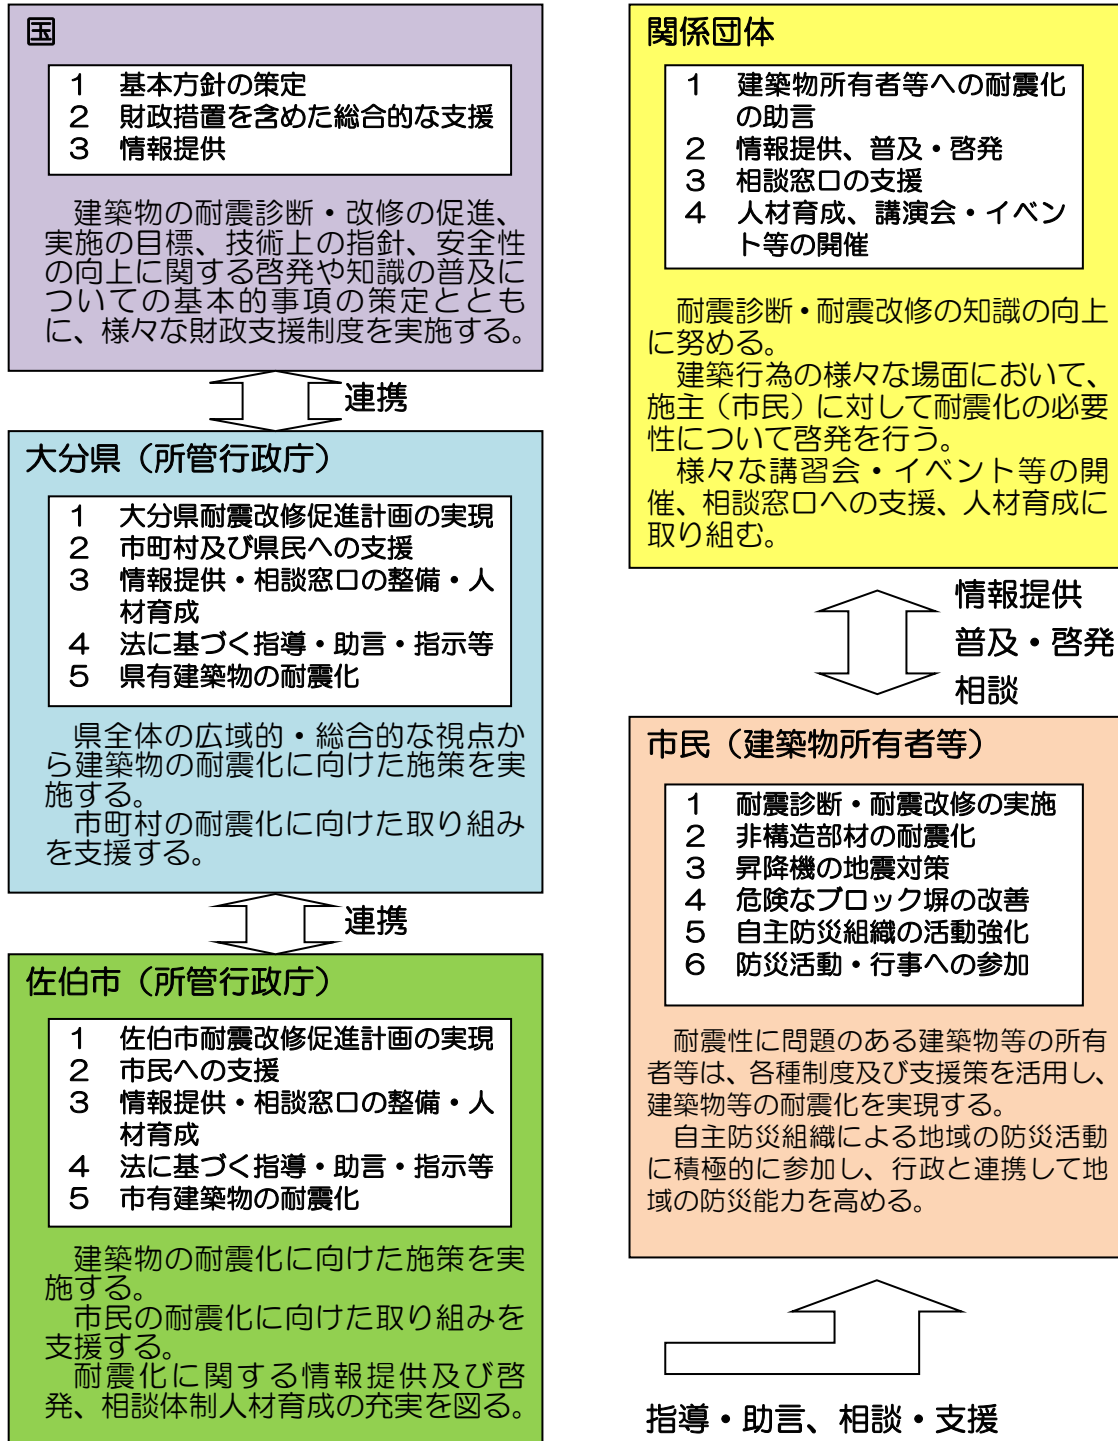 国
1 基本方針の策定
2 財政措置を含めた総合的な支援
3 情報提供
建築物の耐震診断・改修の促進、
実施の目標、技術上の指針、安全性
の向上に関する啓発や知識の普及に
ついての基本的事項の策定ととも
に、様々な財政支援制度を実施する。
連携
大分県（所管行政庁）
1 大分県耐震改修促進計画の実現
2 市町村及び県民への支援
3 情報提供・相談窓口の整備・人
材育成
4 法に基づく指導・助言・指示等
5 県有建築物の耐震化
県全体の広域的・総合的な視点か
ら建築物の耐震化に向けた施策を実
施する。
市町村の耐震化に向けた取り組み
を支援する。
連携
佐伯市（所管行政庁）
1 佐伯市耐震改修促進計画の実現
2 市民への支援
3 情報提供・相談窓口の整備・人
材育成
4 法に基づく指導・助言・指示等
5 市有建築物の耐震化
建築物の耐震化に向けた施策を実
施する。
市民の耐震化に向けた取り組みを
支援する。
耐震化に関する情報提供及び啓
発、相談体制人材育成の充実を図る。
関係団体
1 建築物所有者等への耐震化
の助言
2 情報提供、普及・啓発
3 相談窓口の支援
4 人材育成、講演会・イベン
ト等の開催
耐震診断・耐震改修の知識の向上
に努める。
建築行為の様々な場面において、
施主（市民）に対して耐震化の必要
性について啓発を行う。
様々な講習会・イベント等の開
催、相談窓口への支援、人材育成に
取り組む。
情報提供
普及・啓発
相談
市民（建築物所有者等）
1 耐震診断・耐震改修の実施
2 非構造部材の耐震化
3 昇降機の地震対策
4 危険なブロック塀の改善
5 自主防災組織の活動強化
6 防災活動・行事への参加
耐震性に問題のある建築物等の所有
者等は、各種制度及び支援策を活用し、
建築物等の耐震化を実現する。
自主防災組織による地域の防災活動
に積極的に参加し、行政と連携して地
域の防災能力を高める。
指導・助言、相談・支援